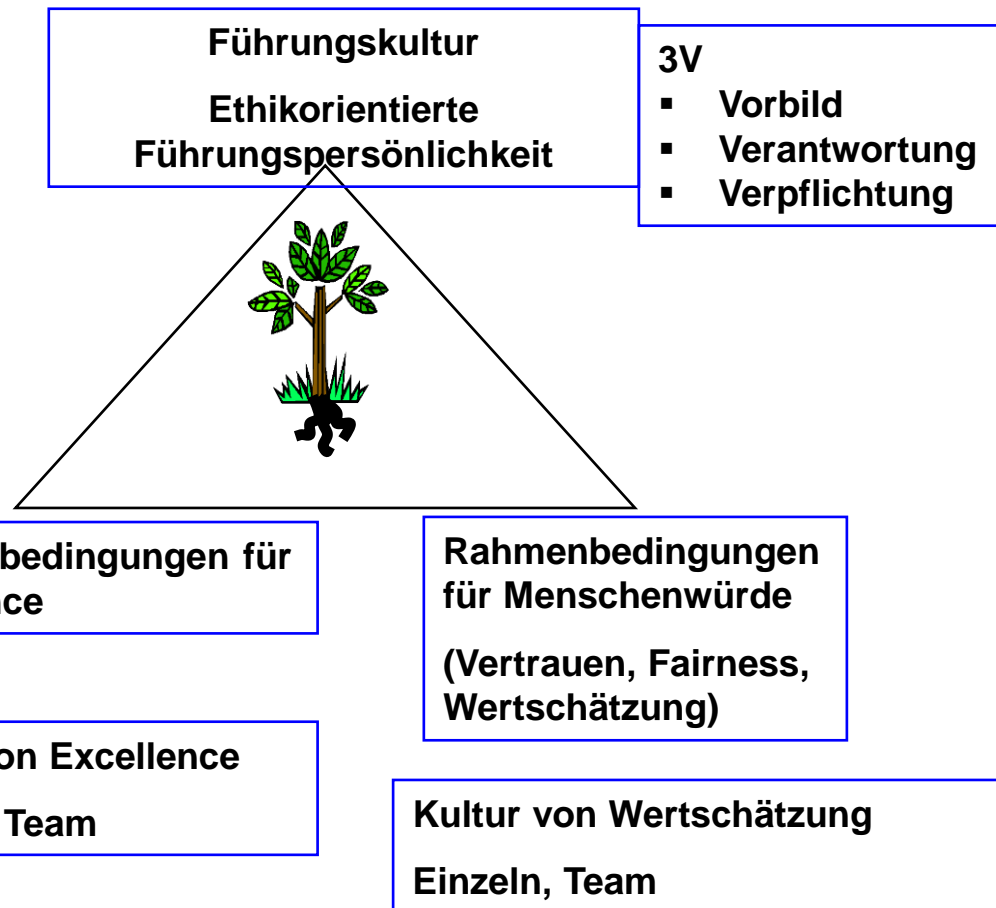 Führungskultur
Ethikorientierte
Führungspersönlichkeit
3V
▪ Vorbild
▪ Verantwortung
▪ Verpflichtung
bedingungen für
nce
Rahmenbedingungen
für Menschenwürde
(Vertrauen, Fairness,
Wertschätzung)
on Excellence
Team
Kultur von Wertschätzung
Einzeln, Team